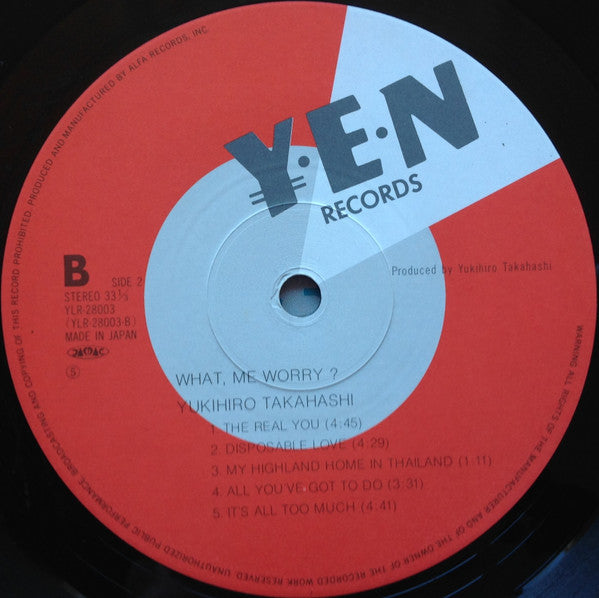 Y·E·N
RECORDS
B SIDE 2
STEREO 33⅓
YLR-28003
(YLR-28003-B)
MADE IN JAPAN
JASRAC
Ⓢ
Produced by Yukihiro Takahashi
WHAT, ME WORRY ?
YUKIHIRO TAKAHASHI
1. THE REAL YOU (4:45)
2. DISPOSABLE LOVE (4:29)
3. MY HIGHLAND HOME IN THAILAND (1:11)
4. ALL YOU'VE GOT TO DO (3:31)
5. IT'S ALL TOO MUCH (4:41)
WARNING ALL RIGHTS OF THE MANUFACTURER AND OF THE OWNER OF THE RECORDED WORK RESERVED. UNAUTHORIZED PUBLIC PERFORMANCE, BROADCASTING AND COPYING OF THIS RECORD PROHIBITED. PRODUCED AND MANUFACTURED BY ALFA RECORDS, INC.